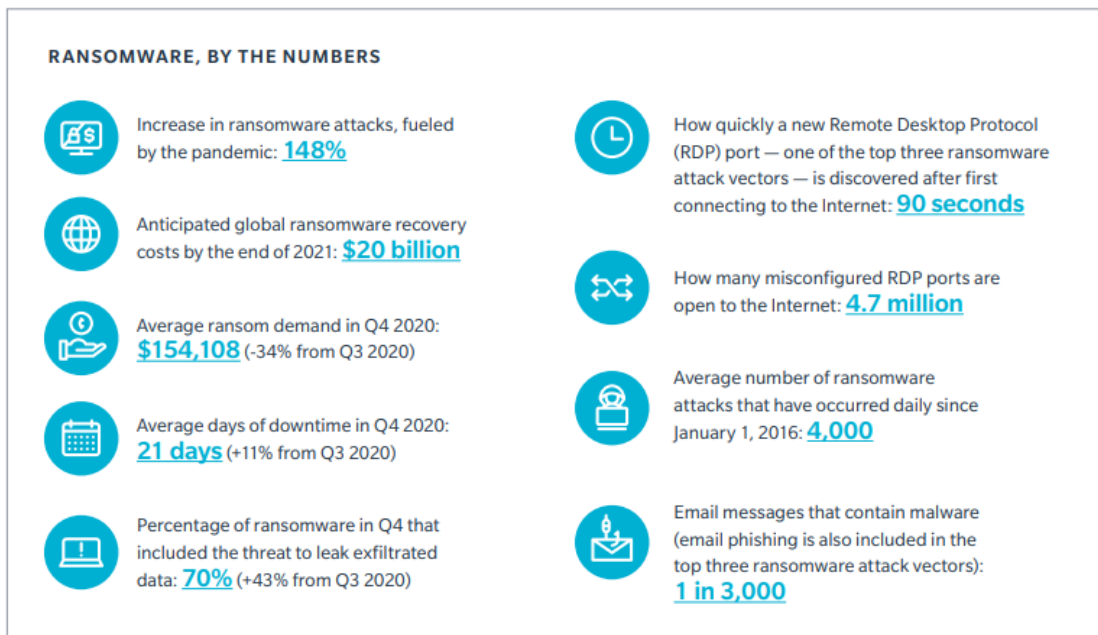 RANSOMWARE, BY THE NUMBERS
Increase in ransomware attacks, fueled
by the pandemic: 148%
Anticipated global ransomware recovery
costs by the end of 2021: $20 billion
Average ransom demand in Q4 2020:
$154,108 (-34% from Q3 2020)
Average days of downtime in Q4 2020:
21 days (+11% from Q3 2020)
Percentage of ransomware in Q4 that
included the threat to leak exfiltrated
data: 70% (+43% from Q3 2020)
How quickly a new Remote Desktop Protocol
(RDP) port — one of the top three ransomware
attack vectors — is discovered after first
connecting to the Internet: 90 seconds
How many misconfigured RDP ports are
open to the Internet: 4.7 million
Average number of ransomware
attacks that have occurred daily since
January 1, 2016: 4,000
Email messages that contain malware
(email phishing is also included in the
top three ransomware attack vectors):
1 in 3,000